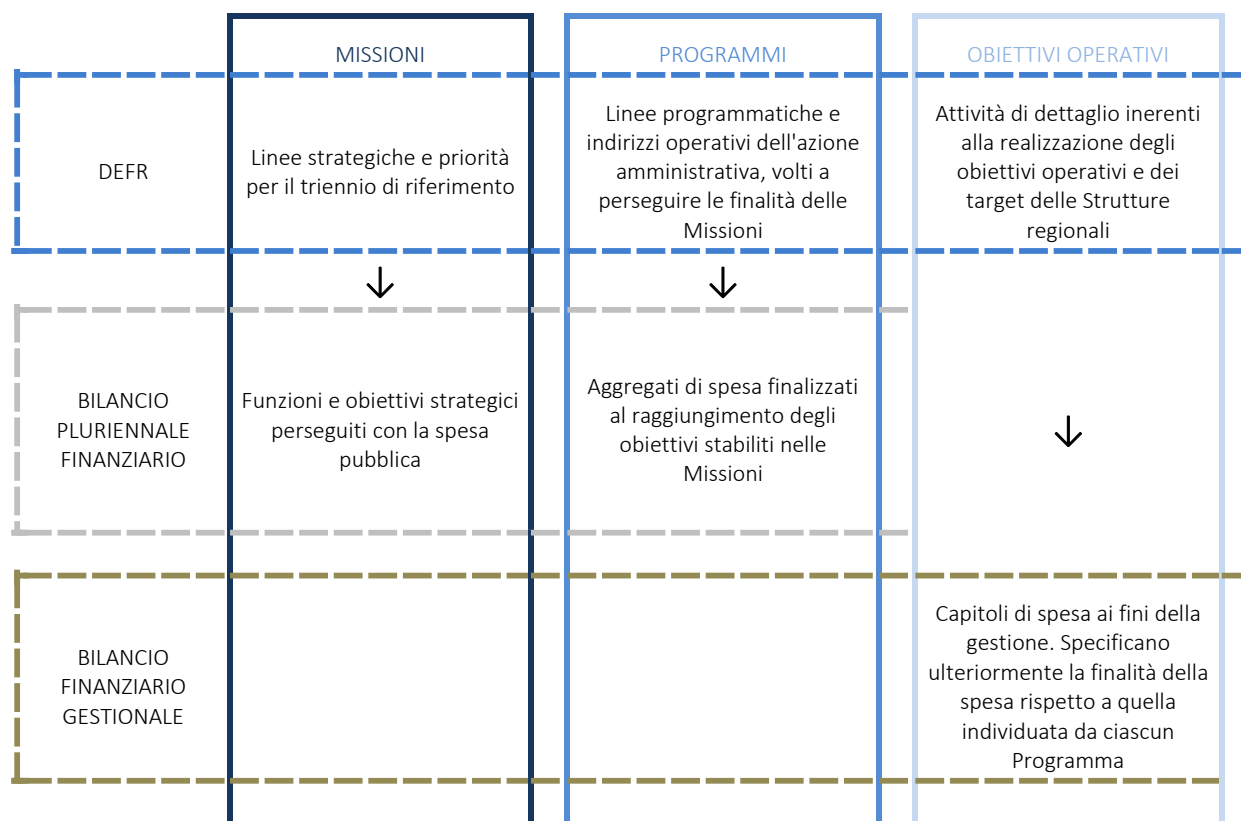 MISSIONI
PROGRAMMI
OBIETTIVI OPERATIVI
DEFR
Linee strategiche e priorità
per il triennio di riferimento
Linee programmatiche e
indirizzi operativi dell'azione
amministrativa, volti a
perseguire le finalità delle
Missioni
Attività di dettaglio inerenti
alla realizzazione degli
obiettivi operativi e dei
target delle Strutture
regionali
BILANCIO
PLURIENNALE
FINANZIARIO
Funzioni e obiettivi strategici
perseguiti con la spesa
pubblica
Aggregati di spesa finalizzati
al raggiungimento degli
obiettivi stabiliti nelle
Missioni
BILANCIO
FINANZIARIO
GESTIONALE
Capitoli di spesa ai fini della
gestione. Specificano
ulteriormente la finalità della
spesa rispetto a quella
individuata da ciascun
Programma